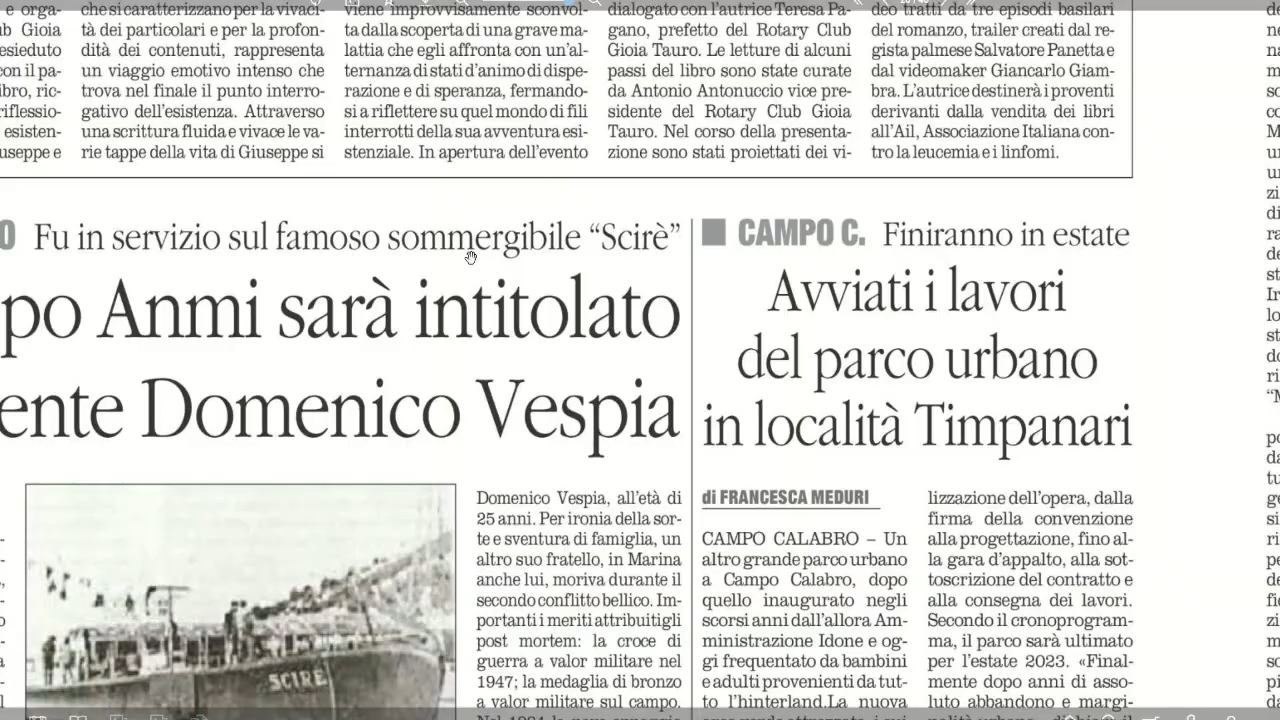 e orga-
ub Gioia
esieduto
con il pa-
ibro, ric-
riflessio-
esisten-
useppe e
che si caratterizzano per la vivaci-
tà dei particolari e per la profon-
dità dei contenuti, rappresenta
un viaggio emotivo intenso che
trova nel finale il punto interro-
gativo dell'esistenza. Attraverso
una scrittura fluida e vivace le va-
rie tappe della vita di Giuseppe si
viene improvvisamente sconvol-
ta dalla scoperta di una grave ma-
lattia che egli affronta con un'al-
ternanza di stati d'animo di dispe-
razione e di speranza, fermando-
si a riflettere su quel mondo di fili
interrotti della sua avventura esi-
stenziale. In apertura dell'evento
dialogato con l'autrice Teresa Pa-
gano, prefetto del Rotary Club
Gioia Tauro. Le letture di alcuni
passi del libro sono state curate
da Antonio Antonuccio vice pre-
sidente del Rotary Club Gioia
Tauro. Nel corso della presenta-
zione sono stati proiettati dei vi-
deo tratti da tre episodi basilari
del romanzo, trailer creati dal re-
gista palmese Salvatore Panetta e
dal videomaker Giancarlo Giam-
bra. L'autrice destinerà i proventi
derivanti dalla vendita dei libri
all'Ail, Associazione Italiana con-
tro la leucemia e i linfomi.
O Fu in servizio sul famoso sommergibile “Scirè”
po Anmi sarà intitolato
ente Domenico Vespia
SCIRÈ
Domenico Vespia, all'età di
25 anni. Per ironia della sor-
te e sventura di famiglia, un
altro suo fratello, in Marina
anche lui, moriva durante il
secondo conflitto bellico. Im-
portanti i meriti attribuitigli
post mortem: la croce di
guerra a valor militare nel
1947; la medaglia di bronzo
a valor militare sul campo.
CAMPO C. Finiranno in estate
Avviati i lavori
del parco urbano
in località Timpanari
di FRANCESCA MEDURI
CAMPO CALABRO – Un
altro grande parco urbano
a Campo Calabro, dopo
quello inaugurato negli
scorsi anni dall'allora Am-
ministrazione Idone e og-
gi frequentato da bambini
e adulti provenienti da tut-
to l'hinterland.La nuova
lizzazione dell'opera, dalla
firma della convenzione
alla progettazione, fino al-
la gara d'appalto, alla sot-
toscrizione del contratto e
alla consegna dei lavori.
Secondo il cronoprogram-
ma, il parco sarà ultimato
per l'estate 2023. «Final-
mente dopo anni di asso-
luto abbandono e margi-